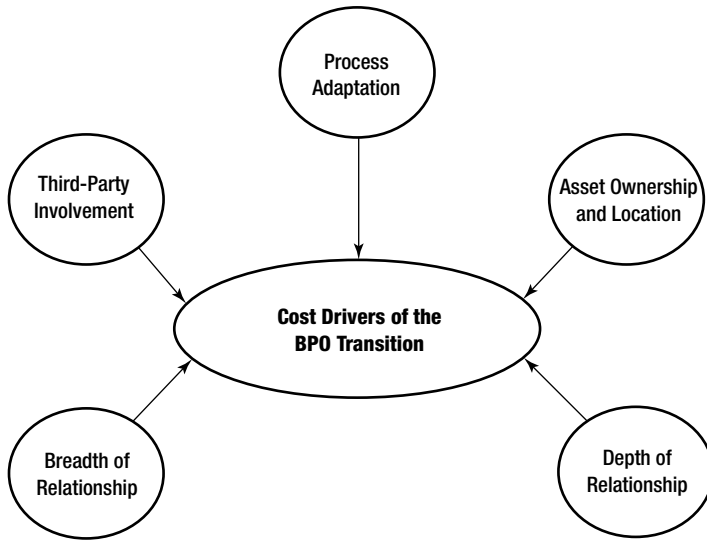 Process
Adaptation
Third-Party
Involvement
Asset Ownership
and Location
Cost Drivers of the
BPO Transition
Breadth of
Relationship
Depth of
Relationship